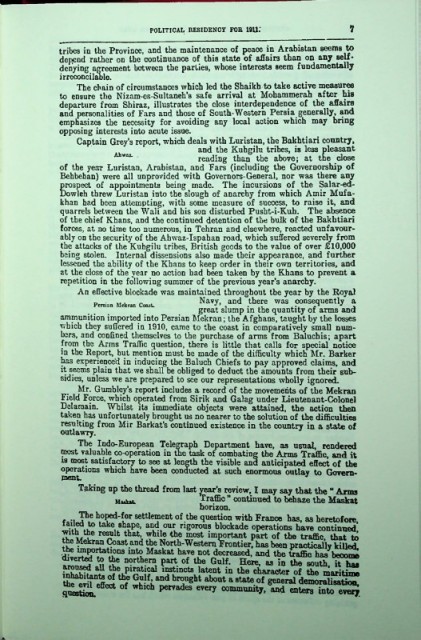 POLITICAL RESIDENCY FOR 1911. 7
tribes in the Province, and the maintenance of peace in Arabistan seems to
depend rather on the continuance of this state of affairs than on any self-
denying agreement between the parties, whose interests seem fundamentally
irreconcilable.
The chain of circumstances which led the Shaikh to take active measures
to ensure the Nizam-es-Sultaneh's safe arrival at Mohammerah after his
departure from Shiraz, illustrates the close interdependence of the affairs
and personalities of Fars and those of South-Western Persia generally, and
emphasizes the necessity for avoiding any local action which may bring
opposing interests into acute issue.
Captain Grey's report, which deals with Luristan, the Bakhtiari country,
Ahwaz. and the Kuhgilu tribes, is less pleasant
reading than the above; at the close
of the year Luristan, Arabistan, and Fars (including the Governorship of
Behbehan) were all unprovided with Governors-General, nor was there any
prospect of appointments being made. The incursions of the Salar-ed-
Dowleh threw Luristan into the slough of anarchy from which Amir Mufa-
khan had been attempting, with some measure of success, to raise it, and
quarrels between the Wali and his son disturbed Pusht-i-Kuh. The absence
of the chief Khans, and the continued detention of the bulk of the Bakhtiari
forces, at no time too numerous, in Tehran and elsewhere, reacted unfavour-
ably on the security of the Ahwaz-Ispahan road, which suffered severely from
the attacks of the Kuhgilu tribes, British goods to the value of over £10,000
being stolen. Internal dissensions also made their appearance, and further
lessened the ability of the Khans to keep order in their own territories, and
at the close of the year no action had been taken by the Khans to prevent a
repetition in the following summer of the previous year's anarchy.
An effective blockade was maintained throughout the year by the Royal
Persian Mekran Coast. Navy, and there was consequently a
great slump in the quantity of arms and
ammunition imported into Persian Mekran; the Afghans, taught by the losses
which they suffered in 1910, came to the coast in comparatively small num-
bers, and confined themselves to the purchase of arms from Baluchis; apart
from the Arms Traffic question, there is little that calls for special notice
in the Report, but mention must be made of the difficulty which Mr. Barker
has experienced in inducing the Baluch Chiefs to pay approved claims, and
it seems plain that we shall be obliged to deduct the amounts from their sub-
sidies, unless we are prepared to see our representations wholly ignored.
Mr. Gumbley's report includes a record of the movements of the Mekran
Field Force, which operated from Sirik and Galag under Lieutenant-Colonel
Delamain. Whilst its immediate objects were attained, the action then
taken has unfortunately brought us no nearer to the solution of the difficulties
resulting from Mir Barkat's continued existence in the country in a state of
outlawry.
The Indo-European Telegraph Department have, as usual, rendered
most valuable co-operation in the task of combating the Arms Traffic, and it
is most satisfactory to see at length the visible and anticipated effect of the
operations which have been conducted at such enormous outlay to Govern-
ment.
Taking up the thread from last year's review, I may say that the "Arms
Maskat. Traffic" continued to behaze the Maskat
horizon.
The hoped-for settlement of the question with France has, as heretofore,
failed to take shape, and our rigorous blockade operations have continued,
with the result that, while the most important part of the traffic, that to
the Mekran Coast and the North-Western Frontier, has been practically killed,
the importations into Maskat have not decreased, and the traffic has become
diverted to the northern part of the Gulf. Here, as in the south, it has
aroused all the piratical instincts latent in the character of the maritime
inhabitants of the Gulf, and brought about a state of general demoralisation,
the evil effect of which pervades every community, and enters into every
question.